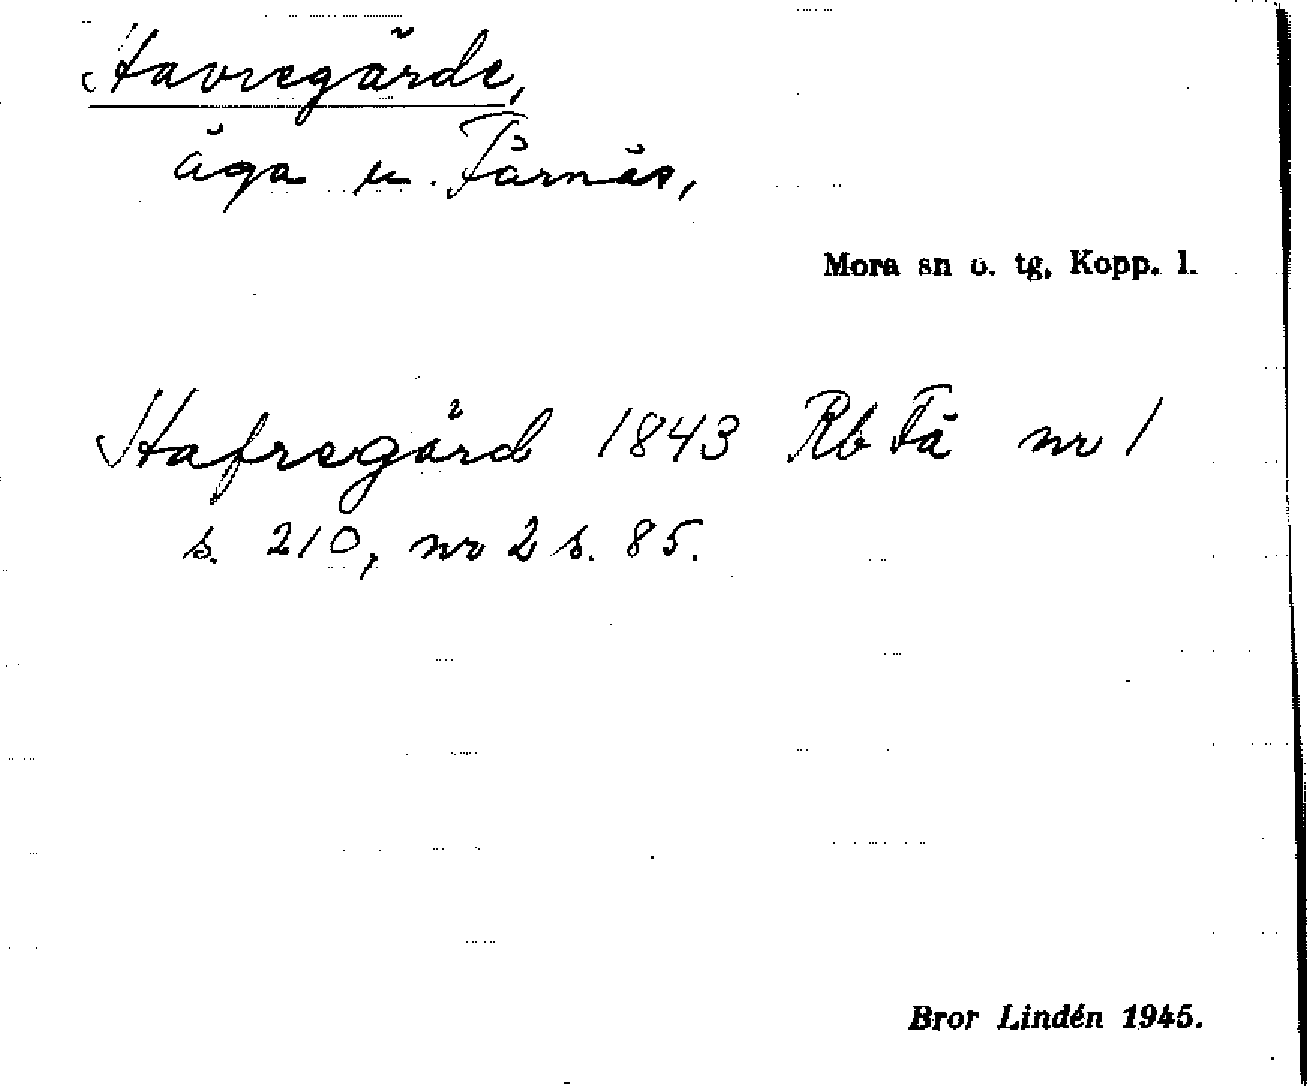 Havregärde,
äga u. Färnäs,
Mora sn o. tg, Kopp. l.
Hafregård 1843 Rb Fä nr 1
s. 210, nr 2 s. 85.
Bror Lindén 1945.